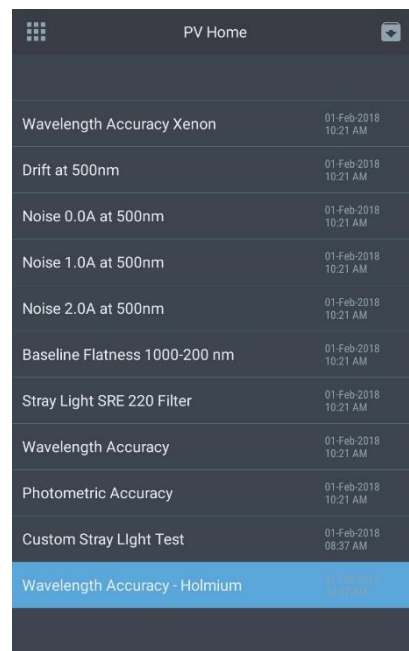 PV Home
Wavelength Accuracy Xenon
01-Feb-2018
10:21 AM
Drift at 500nm
01-Feb-2018
10:21 AM
Noise 0.0A at 500nm
01-Feb-2018
10:21 AM
Noise 1.0A at 500nm
01-Feb-2018
10:21 AM
Noise 2.0A at 500nm
01-Feb-2018
10:21 AM
Baseline Flatness 1000-200 nm
01-Feb-2018
10:21 AM
Stray Light SRE 220 Filter
01-Feb-2018
10:21 AM
Wavelength Accuracy
01-Feb-2018
10:21 AM
Photometric Accuracy
01-Feb-2018
10:21 AM
Custom Stray LIght Test
01-Feb-2018
08:37 AM
Wavelength Accuracy - Holmium